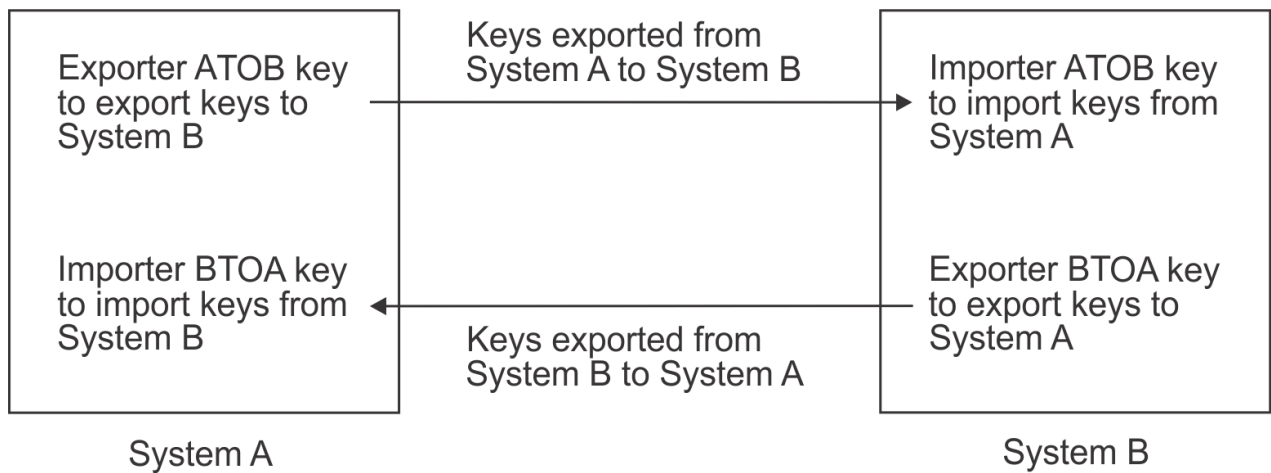 Exporter ATOB key
to export keys to
System B
Keys exported from
System A to System B
Importer ATOB key
to import keys from
System A
Importer BTOA key
to import keys from
System B
Keys exported from
System B to System A
Exporter BTOA key
to export keys to
System A
System A
System B